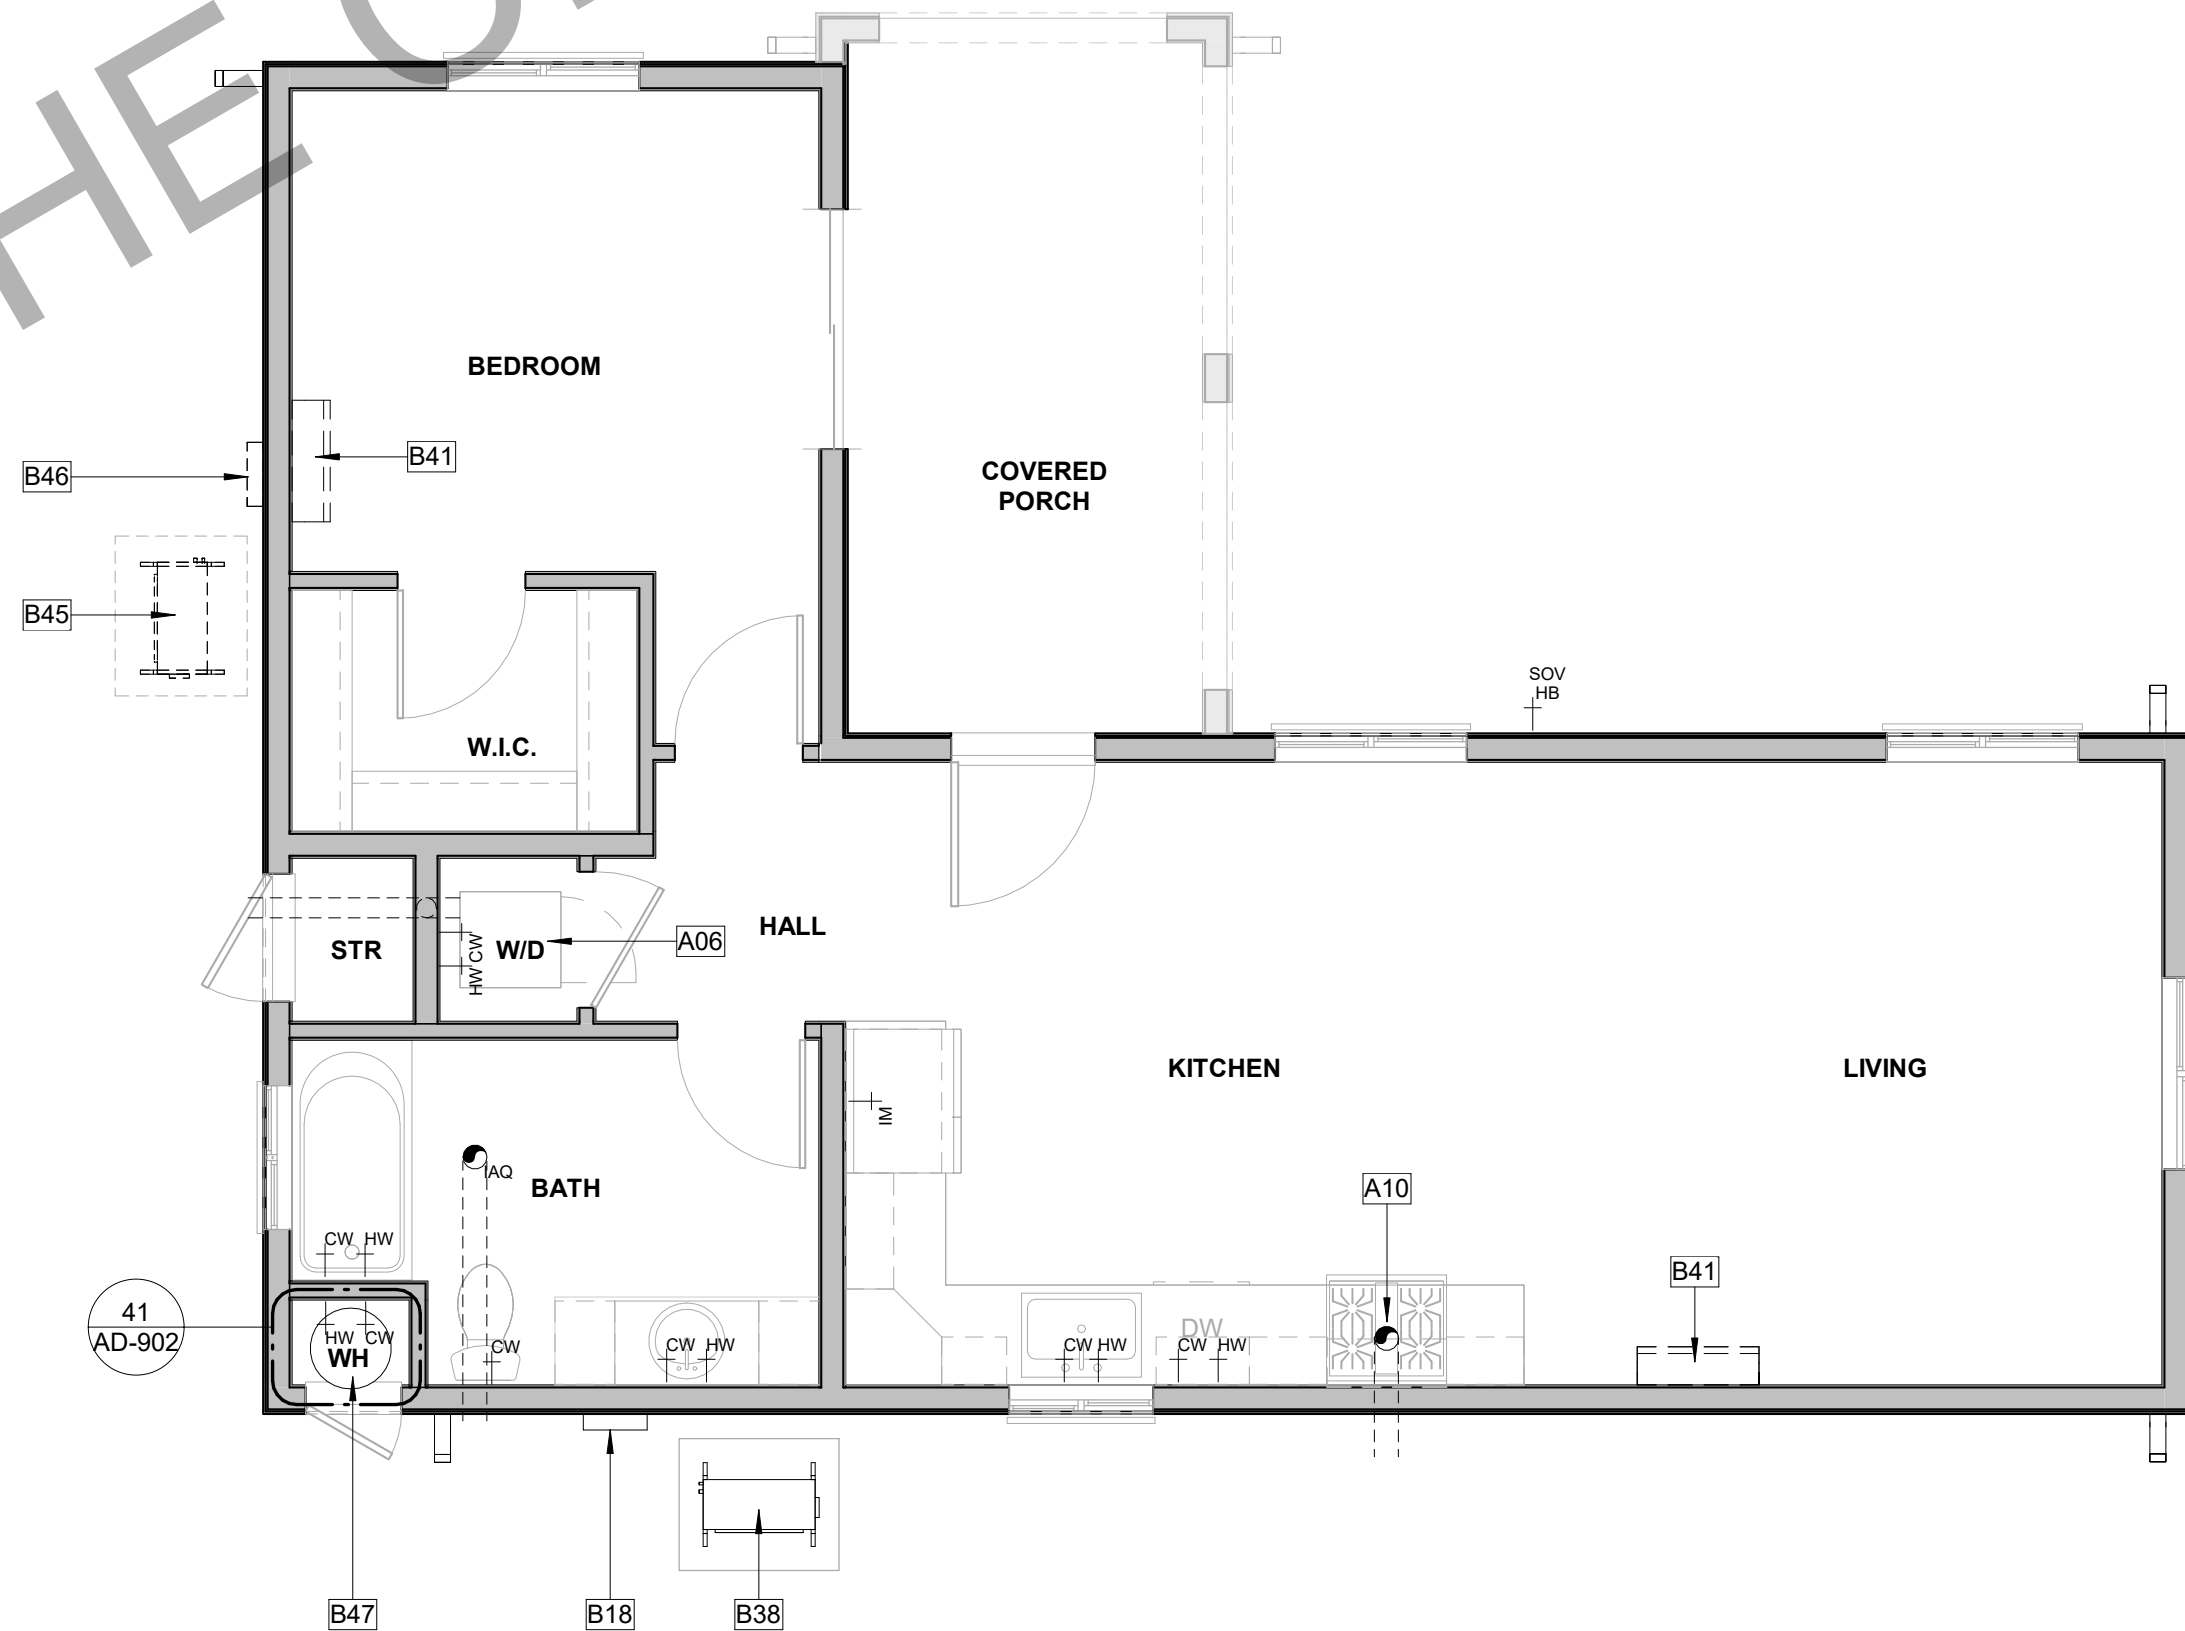 HE
BEDROOM
B41
B46
COVERED
PORCH
B45
SOV
HB
W.I.C.
HALL
A06
STR
W/D
HW CW
KITCHEN
LIVING
IM
AQ
BATH
A10
CW HW
B41
41
AD-902
HW CW
WH
CW
CW HW
CW HW
DW
CW HW
B47
B18
B38